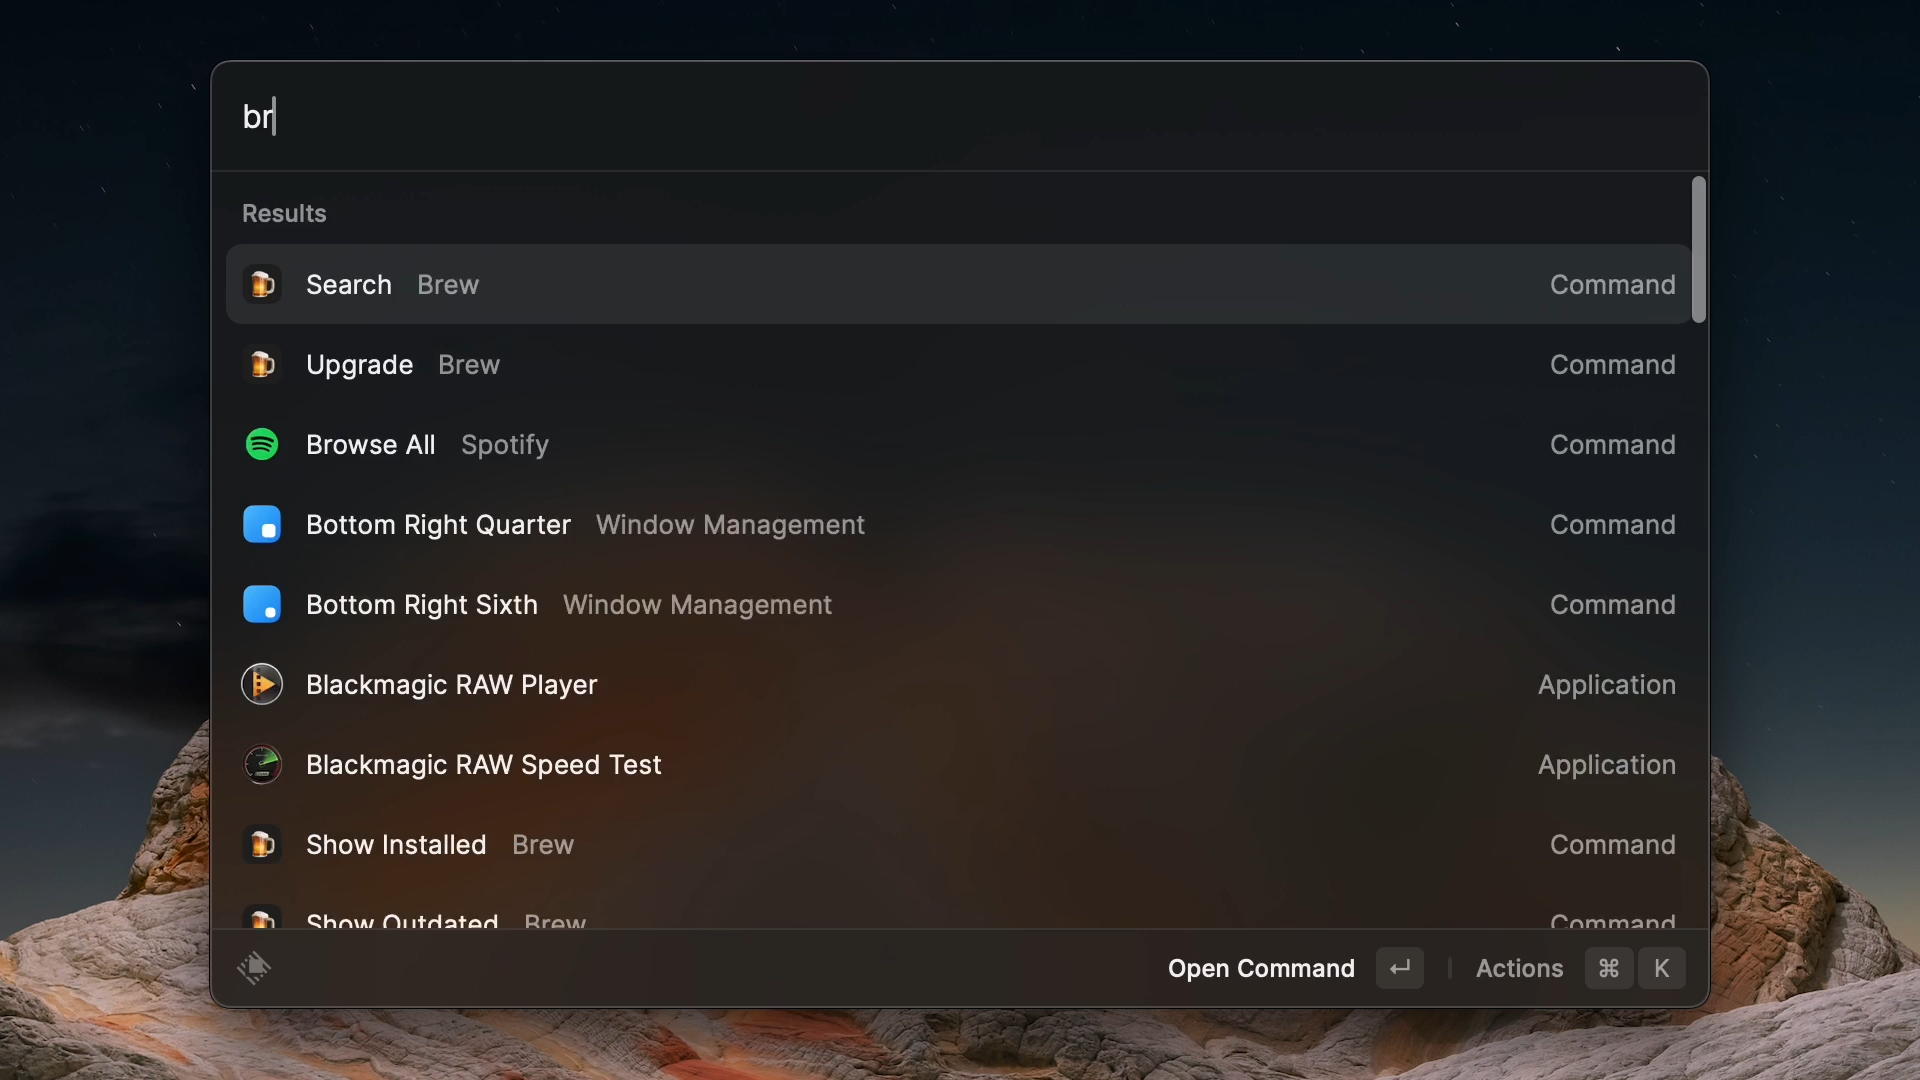 br
Results
Search Brew Command
Upgrade Brew Command
Browse All Spotify Command
Bottom Right Quarter Window Management Command
Bottom Right Sixth Window Management Command
Blackmagic RAW Player Application
Blackmagic RAW Speed Test Application
Show Installed Brew Command
Show Outdated Brew Command
Open Command ↵ Actions ⌘ K